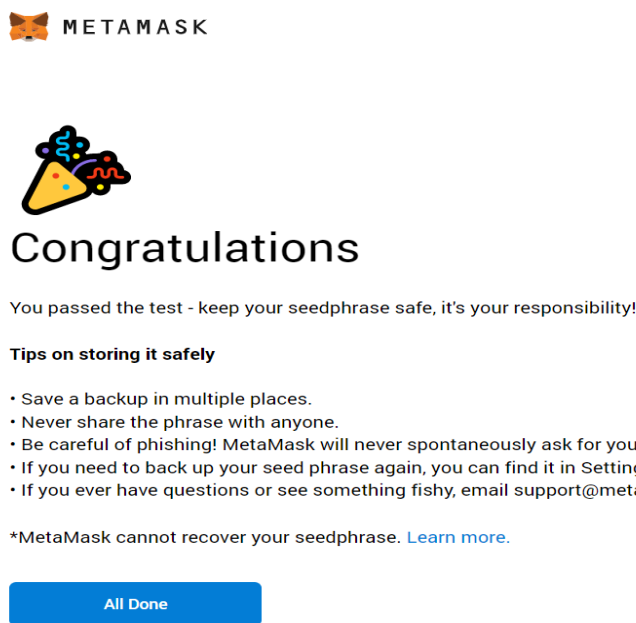 METAMASK
Congratulations
You passed the test - keep your seedphrase safe, it's your responsibility!
Tips on storing it safely
• Save a backup in multiple places.
• Never share the phrase with anyone.
• Be careful of phishing! MetaMask will never spontaneously ask for you
• If you need to back up your seed phrase again, you can find it in Setting
• If you ever have questions or see something fishy, email support@meta
*MetaMask cannot recover your seedphrase. Learn more.
All Done